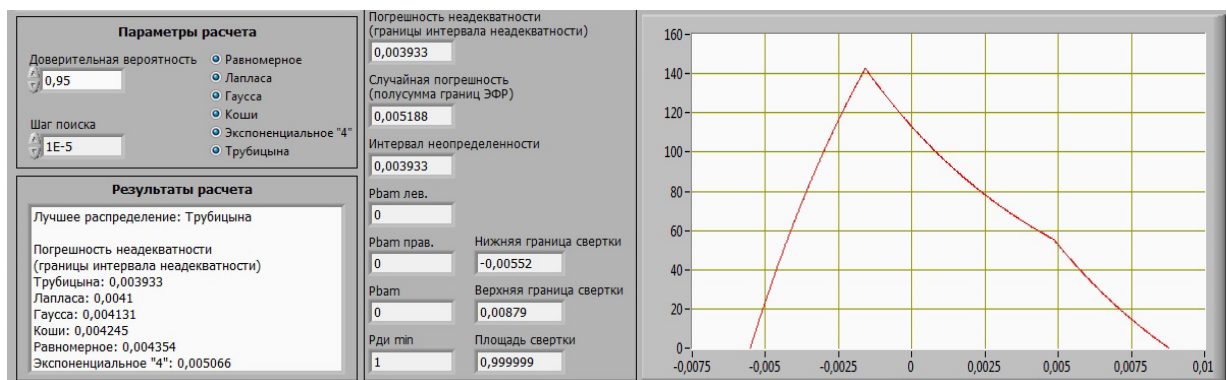 Параметры расчета
Доверительная вероятность
0,95
Шаг поиска
1E-5
Равномерное
Лапласа
Гаусса
Коши
Экспоненциальное "4"
Трубицына
Результаты расчета
Лучшее распределение: Трубицына
Погрешность неадекватности
(границы интервала неадекватности)
Трубицына: 0,003933
Лапласа: 0,0041
Гаусса: 0,004131
Коши: 0,004245
Равномерное: 0,004354
Экспоненциальное "4": 0,005066
Погрешность неадекватности
(границы интервала неадекватности)
0,003933
Случайная погрешность
(полусумма границ ЭФР)
0,005188
Интервал неопределенности
0,003933
Pbam лев.
0
Pbam прав.
0
Pbam
0
Рди min
1
Нижняя граница свертки
-0,00552
Верхняя граница свертки
0,00879
Площадь свертки
0,999999
160
140
120
100
80
60
40
20
0
-0,0075 -0,005 -0,0025 0 0,0025 0,005 0,0075 0,01